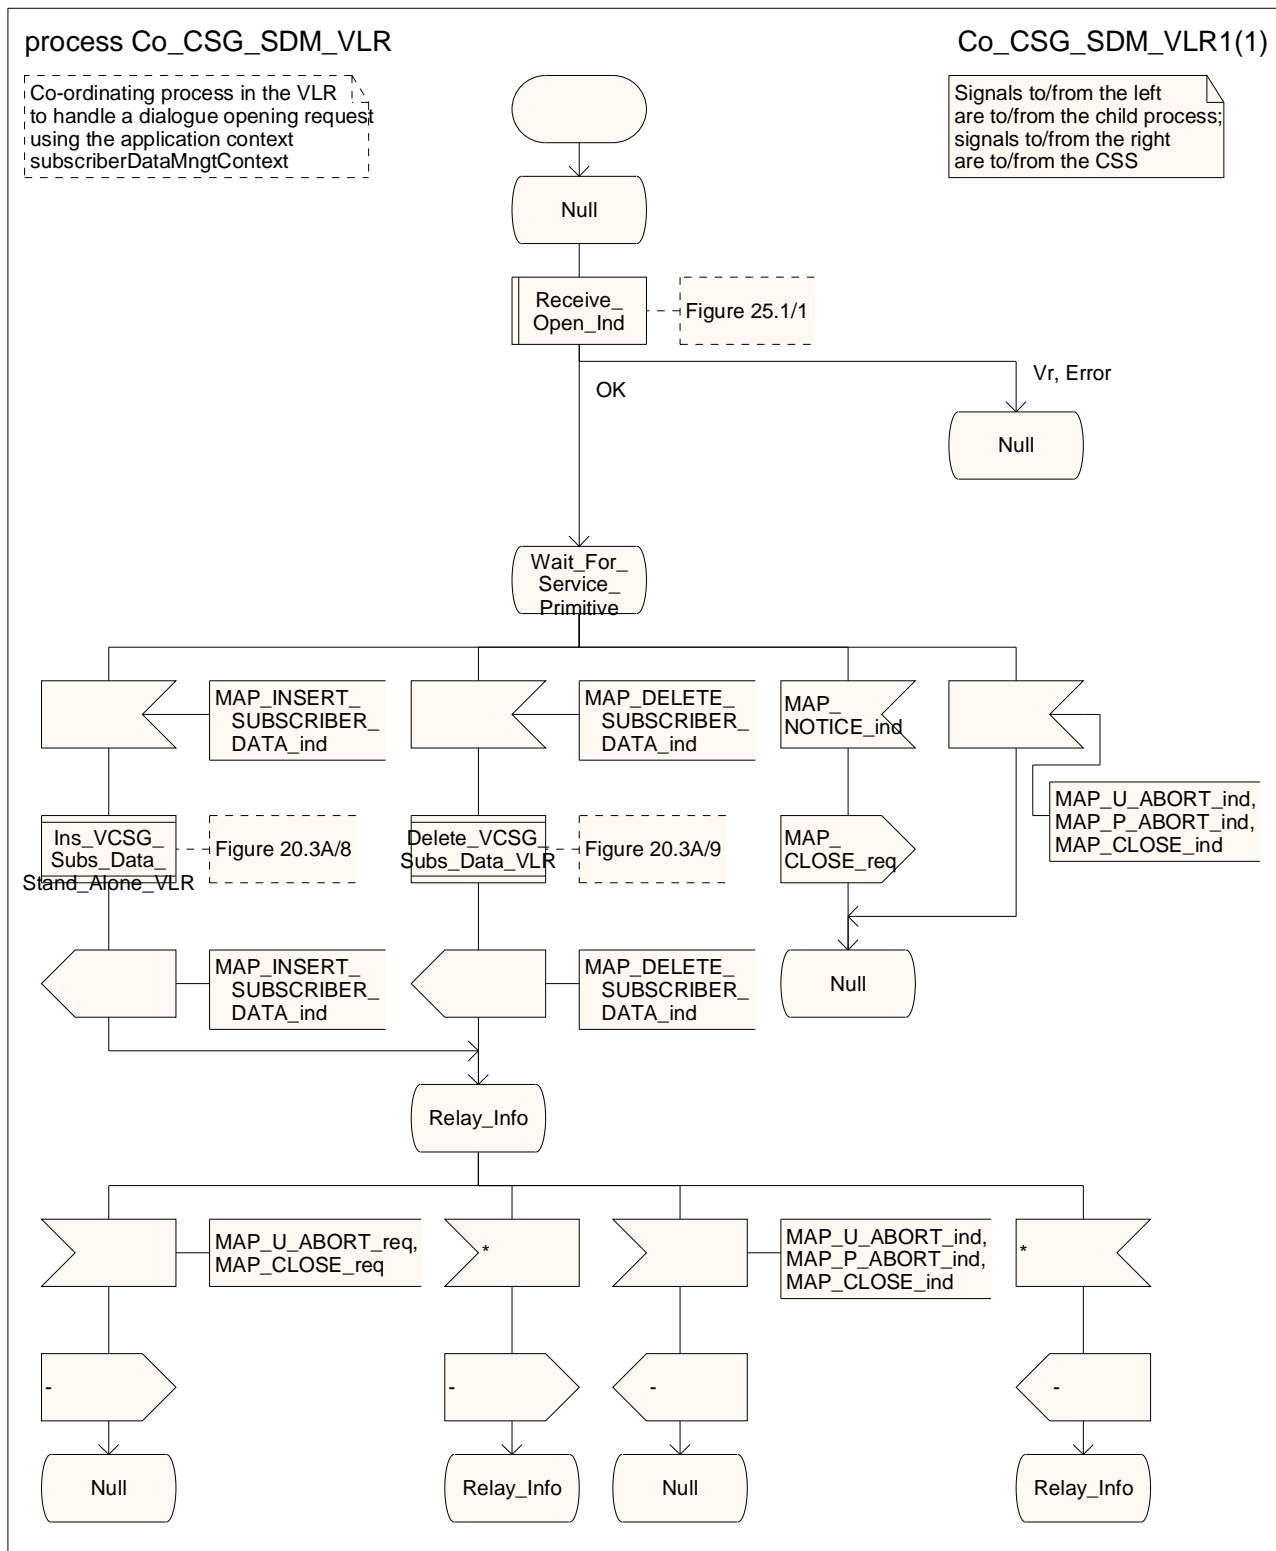 process Co_CSG_SDM_VLR
Co_CSG_SDM_VLR1(1)
Co-ordinating process in the VLR
to handle a dialogue opening request
using the application context
subscriberDataMngtContext
Signals to/from the left
are to/from the child process;
signals to/from the right
are to/from the CSS
Null
Receive_
Open_Ind
Figure 25.1/1
OK
Vr, Error
Null
Wait_For_
Service_
Primitive
MAP_INSERT_
SUBSCRIBER_
DATA_ind
MAP_DELETE_
SUBSCRIBER_
DATA_ind
MAP_
NOTICE_ind
MAP_U_ABORT_ind,
MAP_P_ABORT_ind,
MAP_CLOSE_ind
Ins_VCSG_
Subs_Data_
Stand_Alone_VLR
Figure 20.3A/8
Delete_VCSG_
Subs_Data_VLR
Figure 20.3A/9
MAP_
CLOSE_req
MAP_INSERT_
SUBSCRIBER_
DATA_ind
MAP_DELETE_
SUBSCRIBER_
DATA_ind
Null
Relay_Info
MAP_U_ABORT_req,
MAP_CLOSE_req
*
MAP_U_ABORT_ind,
MAP_P_ABORT_ind,
MAP_CLOSE_ind
*
-
-
-
-
Null
Relay_Info
Null
Relay_Info